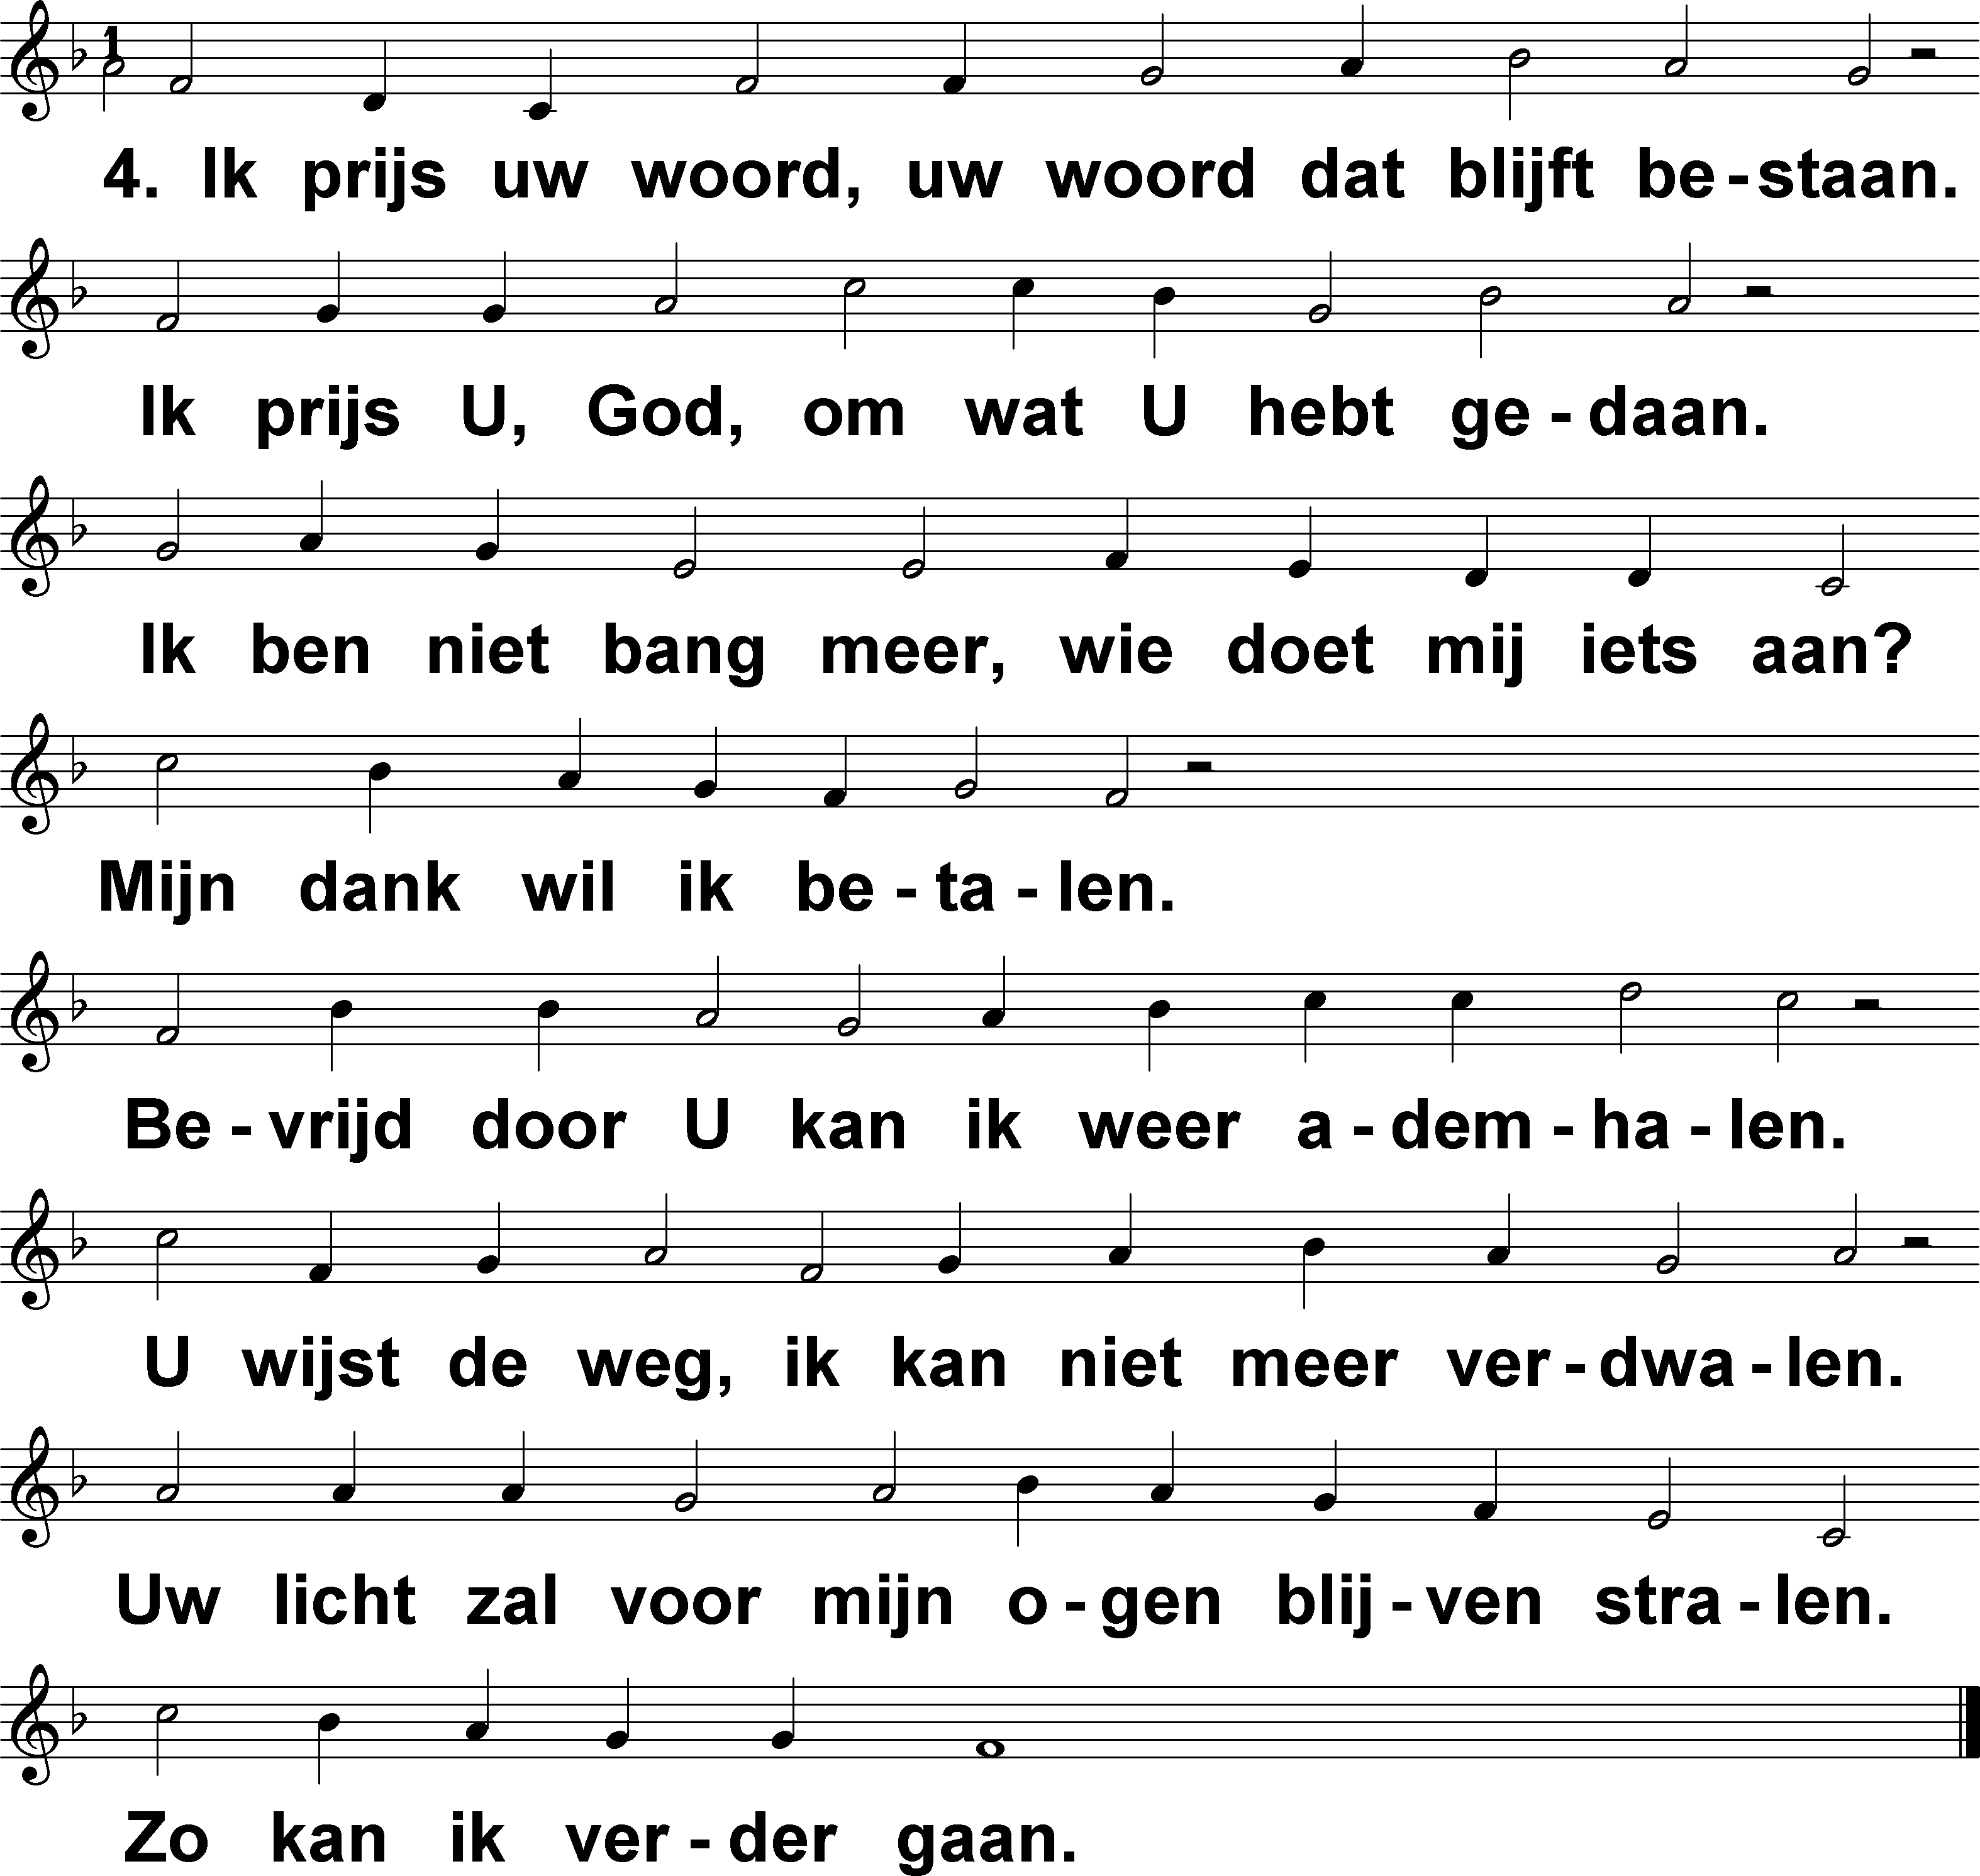 1
4. Ik prijs uw woord, uw woord dat blijft be-staan.
Ik prijs U, God, om wat U hebt ge-daan.
Ik ben niet bang meer, wie doet mij iets aan?
Mijn dank wil ik be-ta-len.
Be-vrijd door U kan ik weer a-dem-ha-len.
U wijst de weg, ik kan niet meer ver-dwa-len.
Uw licht zal voor mijn o-gen blij-ven stra-len.
Zo kan ik ver-der gaan.